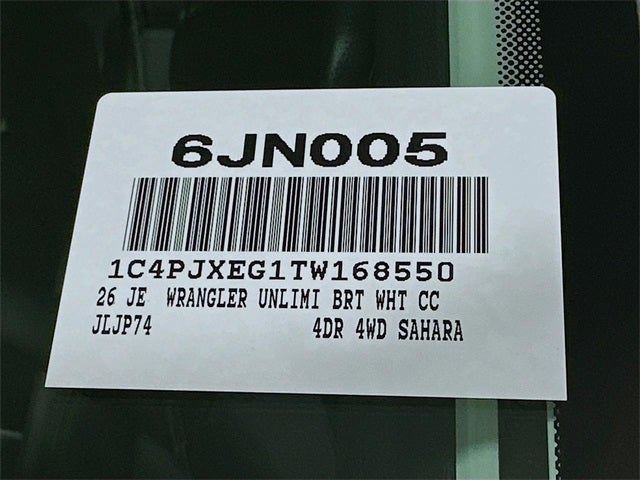 6JN005
1C4PJXEG1TW168550
26 JE WRANGLER UNLIMI BRT WHT CC
JLJP74 4DR 4WD SAHARA